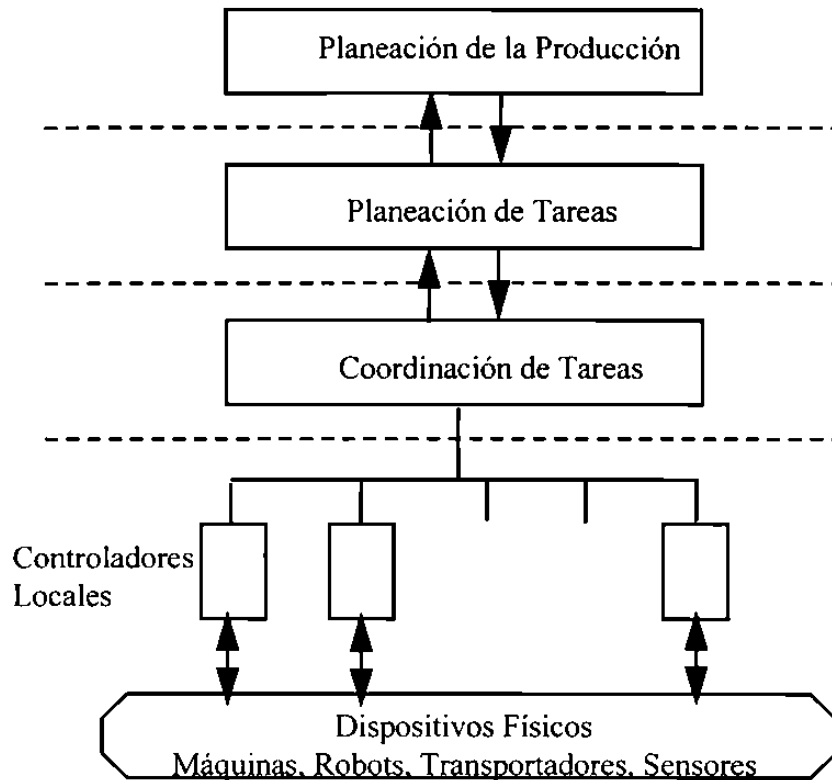 Planeación de la Producción
Planeación de Tareas
Coordinación de Tareas
Controladores
Locales
Dispositivos Físicos
Máquinas, Robots, Transportadores, Sensores